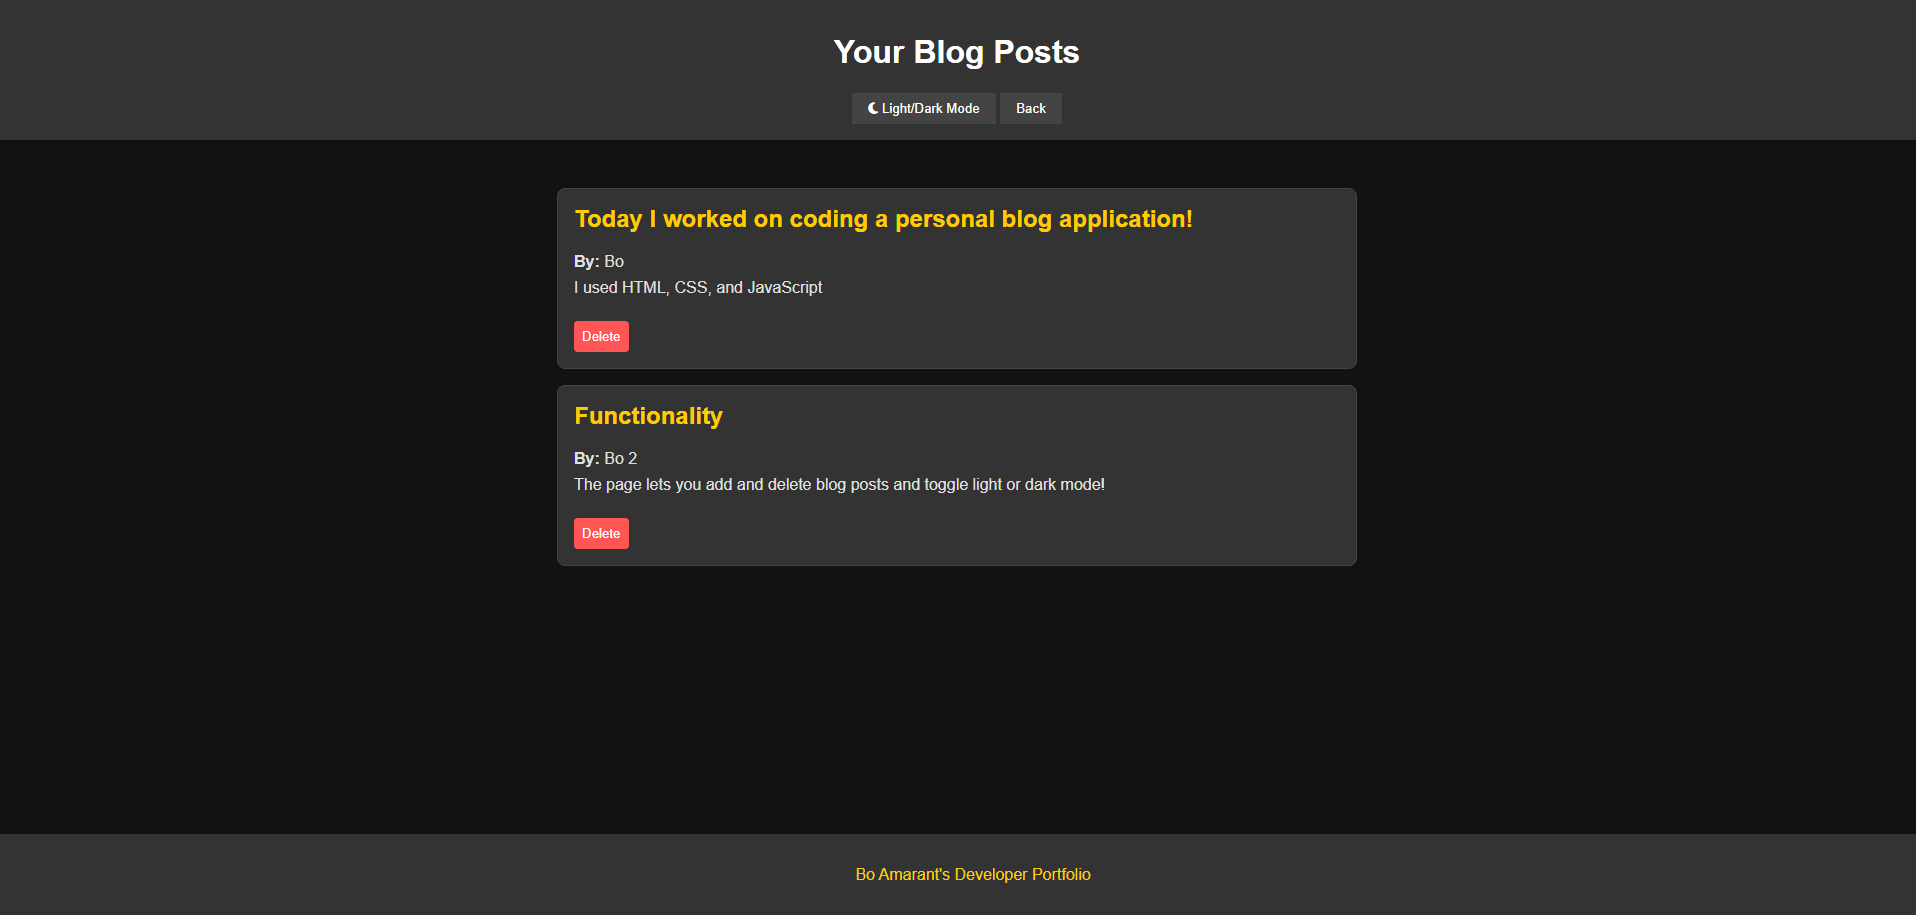 Your Blog Posts
Light/Dark Mode Back
Today I worked on coding a personal blog application!
By: Bo
I used HTML, CSS, and JavaScript
Delete
Functionality
By: Bo 2
The page lets you add and delete blog posts and toggle light or dark mode!
Delete
Bo Amarant's Developer Portfolio